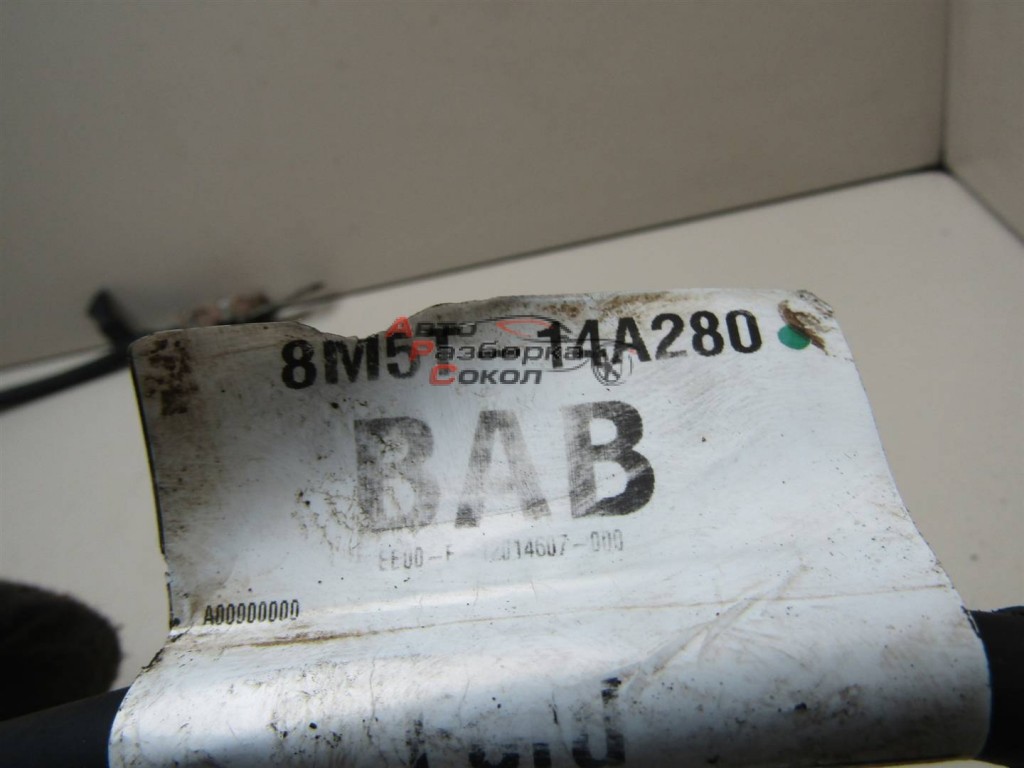 8M5T-14A280
Авто
Разборка
Сокол
BAB
A00000000